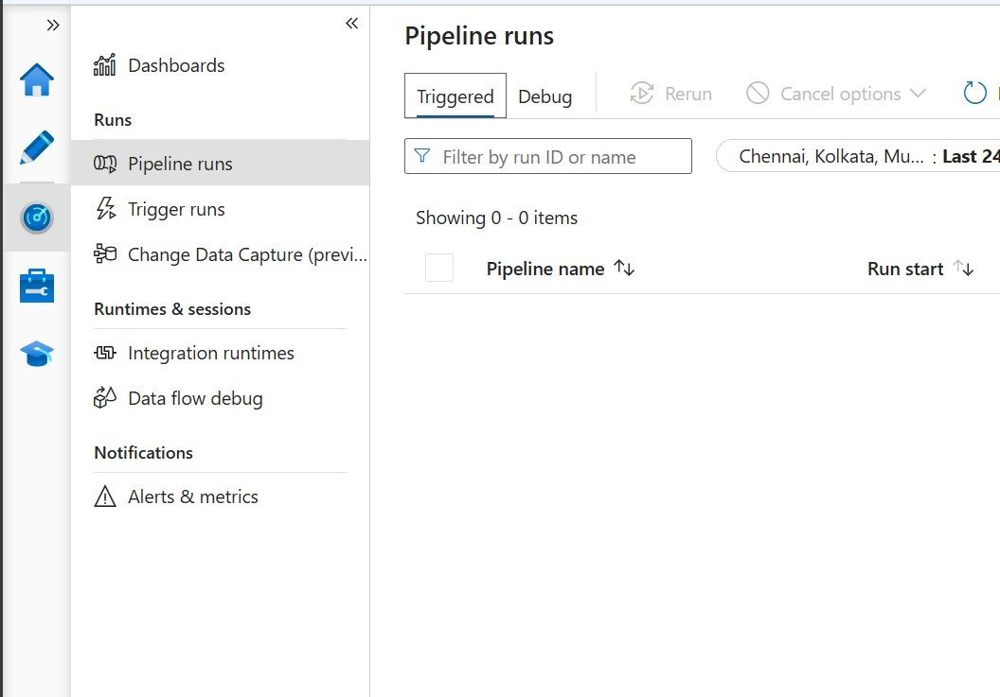 Dashboards
Runs
Pipeline runs
Trigger runs
Change Data Capture (previ...
Runtimes & sessions
Integration runtimes
Data flow debug
Notifications
Alerts & metrics
Pipeline runs
Triggered Debug Rerun Cancel options
Filter by run ID or name Chennai, Kolkata, Mu... : Last 24
Showing 0 - 0 items
Pipeline name Run start